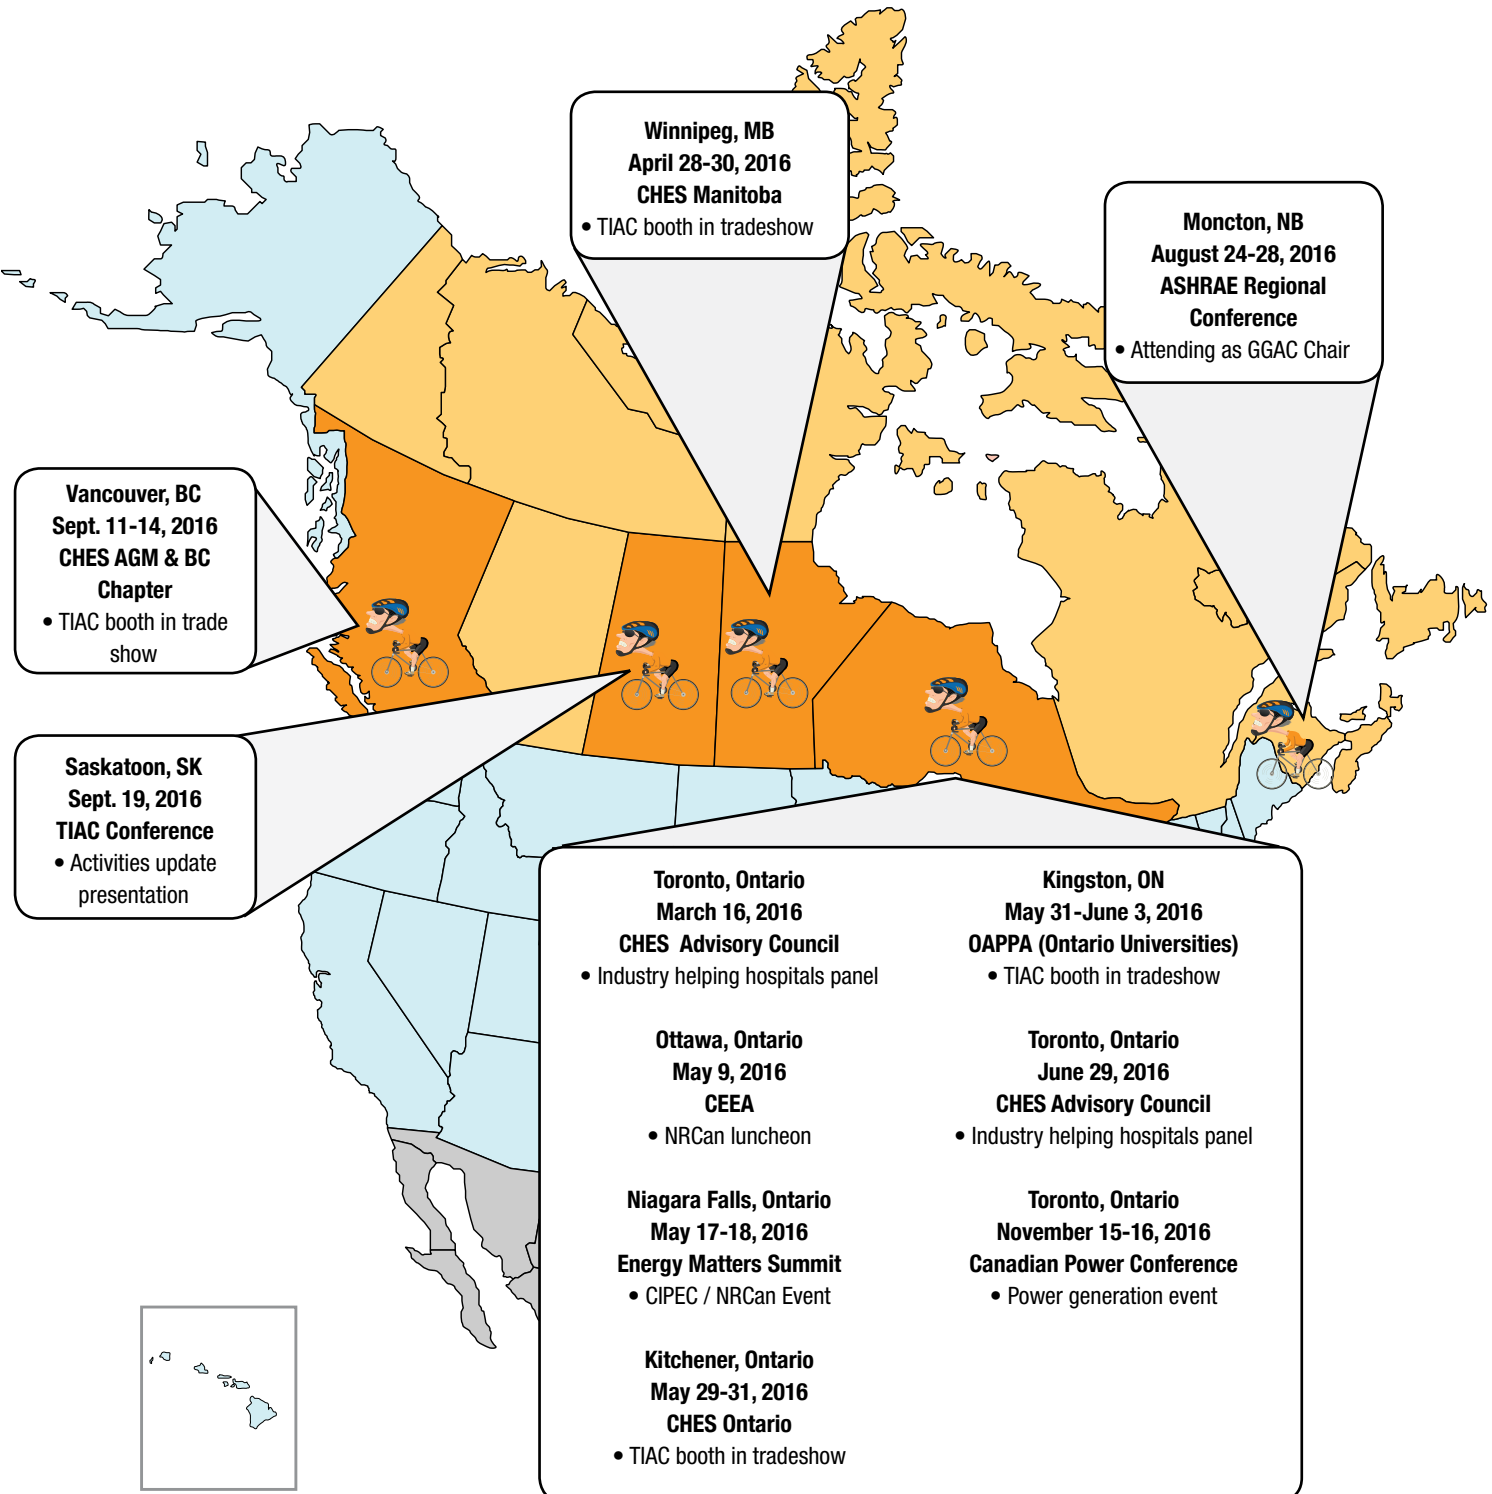 Winnipeg, MB
April 28-30, 2016
CHES Manitoba
• TIAC booth in tradeshow
Moncton, NB
August 24-28, 2016
ASHRAE Regional
Conference
• Attending as GGAC Chair
Vancouver, BC
Sept. 11-14, 2016
CHES AGM & BC
Chapter
• TIAC booth in trade
show
Saskatoon, SK
Sept. 19, 2016
TIAC Conference
• Activities update
presentation
Toronto, Ontario
March 16, 2016
CHES Advisory Council
• Industry helping hospitals panel
Ottawa, Ontario
May 9, 2016
CEEA
• NRCan luncheon
Niagara Falls, Ontario
May 17-18, 2016
Energy Matters Summit
• CIPEC / NRCan Event
Kitchener, Ontario
May 29-31, 2016
CHES Ontario
• TIAC booth in tradeshow
Kingston, ON
May 31-June 3, 2016
OAPPA (Ontario Universities)
• TIAC booth in tradeshow
Toronto, Ontario
June 29, 2016
CHES Advisory Council
• Industry helping hospitals panel
Toronto, Ontario
November 15-16, 2016
Canadian Power Conference
• Power generation event